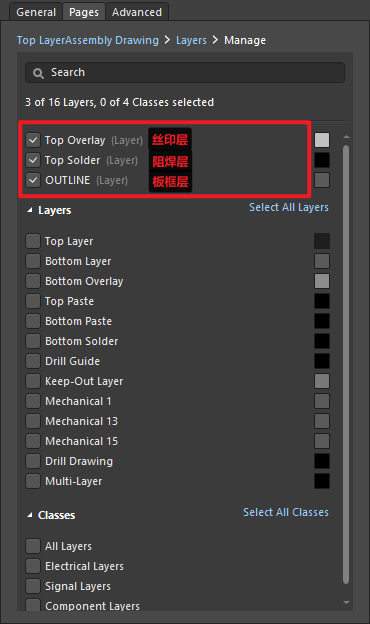 General Pages Advanced
Top LayerAssembly Drawing > Layers > Manage
Search
3 of 16 Layers, 0 of 4 Classes selected
Top Overlay (Layer) 丝印层
Top Solder (Layer) 阻焊层
OUTLINE (Layer) 板框层
Layers Select All Layers
Top Layer
Bottom Layer
Bottom Overlay
Top Paste
Bottom Paste
Bottom Solder
Drill Guide
Keep-Out Layer
Mechanical 1
Mechanical 13
Mechanical 15
Drill Drawing
Multi-Layer
Classes Select All Classes
All Layers
Electrical Layers
Signal Layers
Component Layers